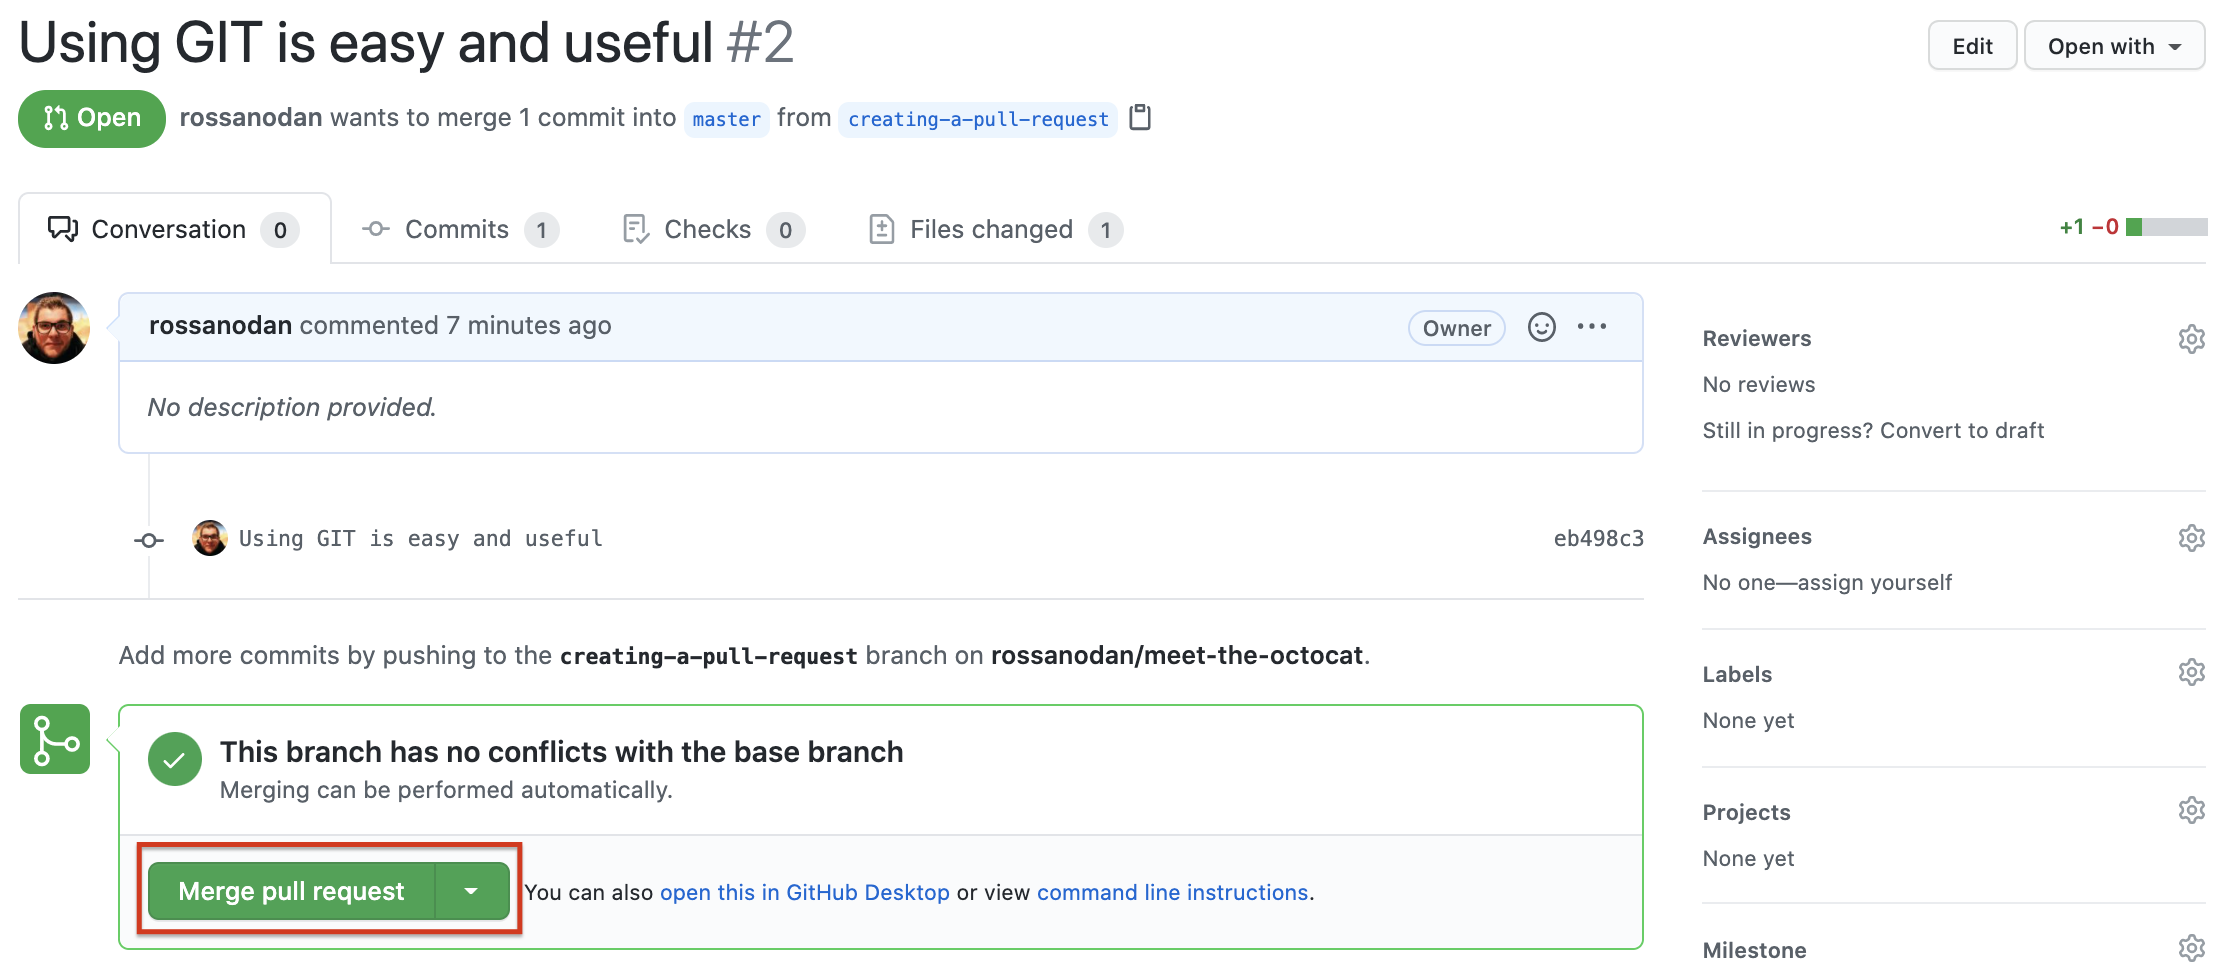 Using GIT is easy and useful #2
Edit
Open with
Open
rossanodan wants to merge 1 commit into master from creating-a-pull-request
Conversation 0
Commits 1
Checks 0
Files changed 1
+1 −0
rossanodan commented 7 minutes ago
Owner
No description provided.
Using GIT is easy and useful
eb498c3
Add more commits by pushing to the creating-a-pull-request branch on rossanodan/meet-the-octocat.
This branch has no conflicts with the base branch
Merging can be performed automatically.
Merge pull request
You can also open this in GitHub Desktop or view command line instructions.
Reviewers
No reviews
Still in progress? Convert to draft
Assignees
No one—assign yourself
Labels
None yet
Projects
None yet
Milestone